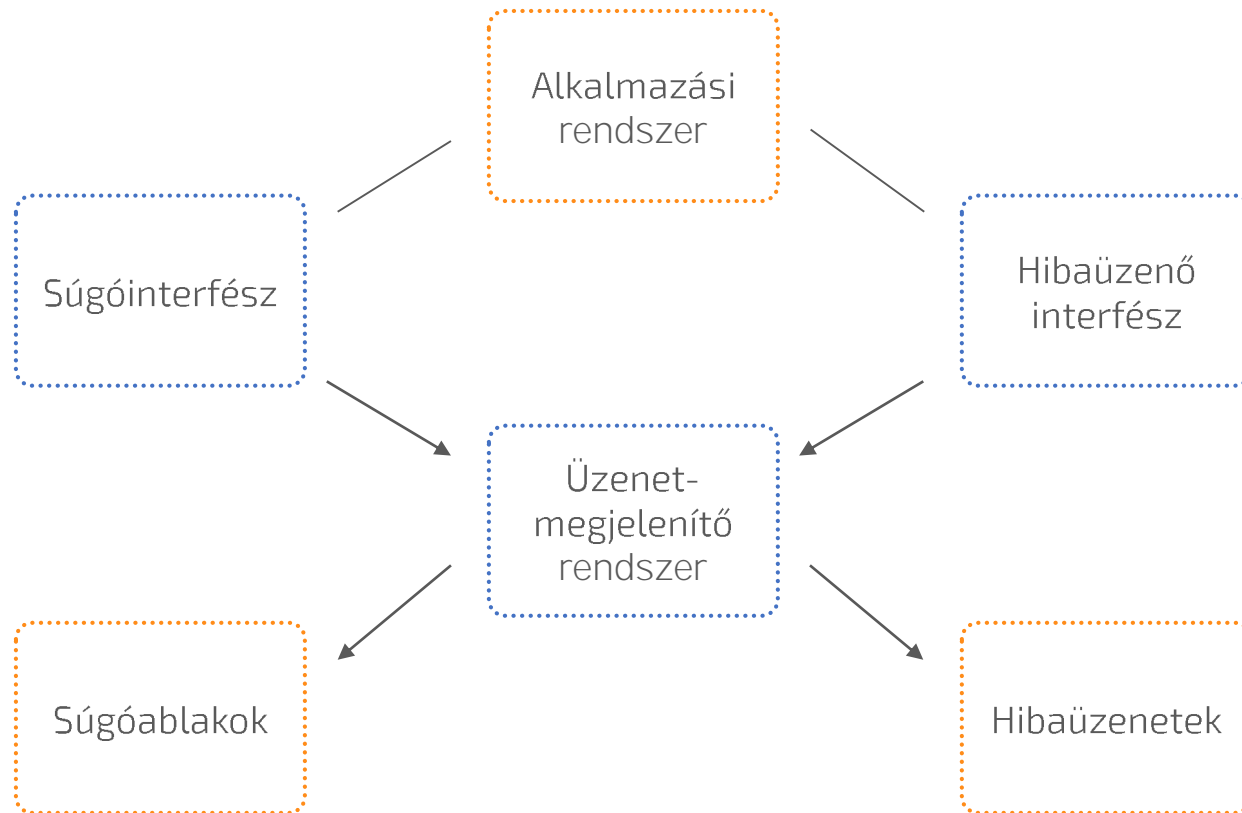 Alkalmazási
rendszer
Súgóinterfész
Hibaüzenő
interfész
Üzenet-
megjelenítő
rendszer
Súgóablakok
Hibaüzenetek